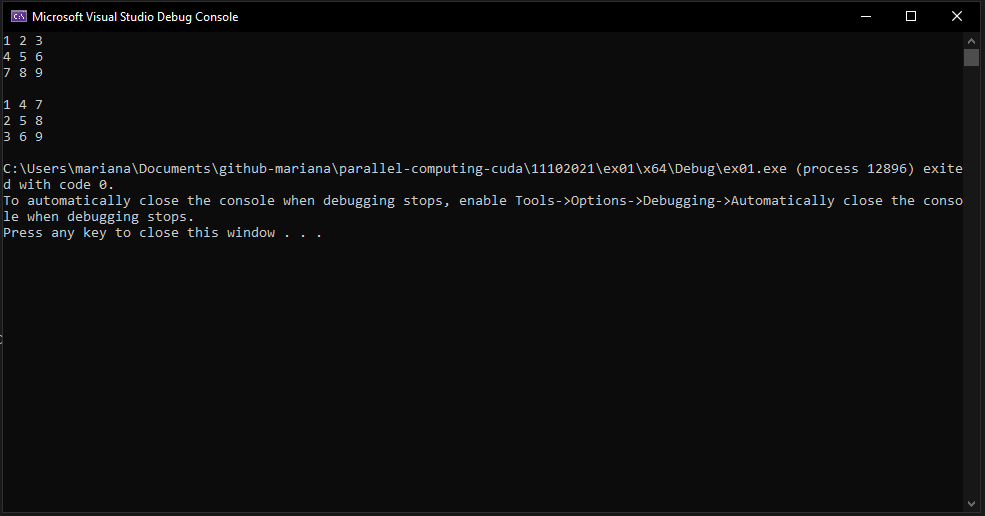 Microsoft Visual Studio Debug Console
1 2 3
4 5 6
7 8 9
1 4 7
2 5 8
3 6 9
C:\Users\mariana\Documents\github-mariana\parallel-computing-cuda\11102021\ex01\x64\Debug\ex01.exe (process 12896) exite
d with code 0.
To automatically close the console when debugging stops, enable Tools->Options->Debugging->Automatically close the conso
le when debugging stops.
Press any key to close this window . . .